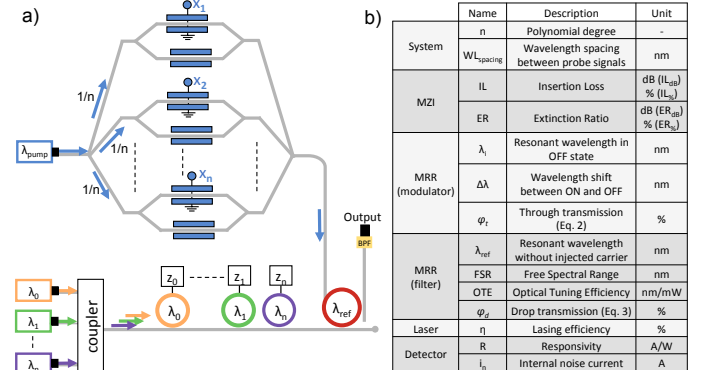 a)
X1
1/n
X2
λpump
1/n
1/n
Xn
Output
BPF
z0
z1
zn
λ0
λ1
λn
coupler
λ0
λ1
λn
λref
b)
Name Description Unit
System
n Polynomial degree -
WLspacing Wavelength spacing between probe signals nm
MZI
IL Insertion Loss dB (ILdB) % (IL%)
ER Extinction Ratio dB (ERdB) % (ER%)
MRR (modulator)
λi Resonant wavelength in OFF state nm
Δλ Wavelength shift between ON and OFF nm
φt Through transmission (Eq. 2) %
MRR (filter)
λref Resonant wavelength without injected carrier nm
FSR Free Spectral Range nm
OTE Optical Tuning Efficiency nm/mW
φd Drop transmission (Eq. 3) %
Laser η Lasing efficiency %
Detector
R Responsivity A/W
in Internal noise current A